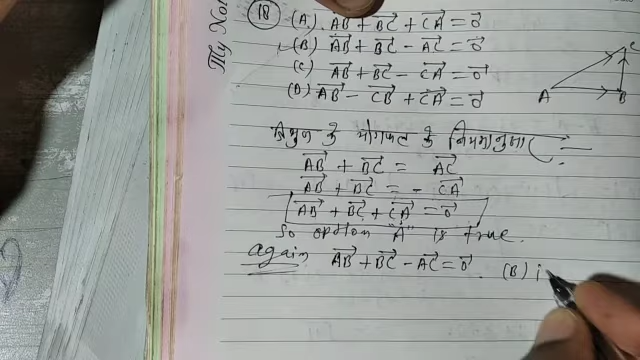 My No
18 (A). AB→ + BC→ + CA→ = 0→
(B) AB→ + BC→ - AC→ = 0→
(C) AB→ + BC→ - CA→ = 0→
(D) AB→ - CB→ + CA→ = 0→
A B C
त्रिभुज के योगफल के नियमानुसार :-
AB→ + BC→ = AC→
AB→ + BC→ = - CA→
AB→ + BC→ + CA→ = 0→
So option "A" is true.
again AB→ + BC→ - AC→ = 0→ (B) i